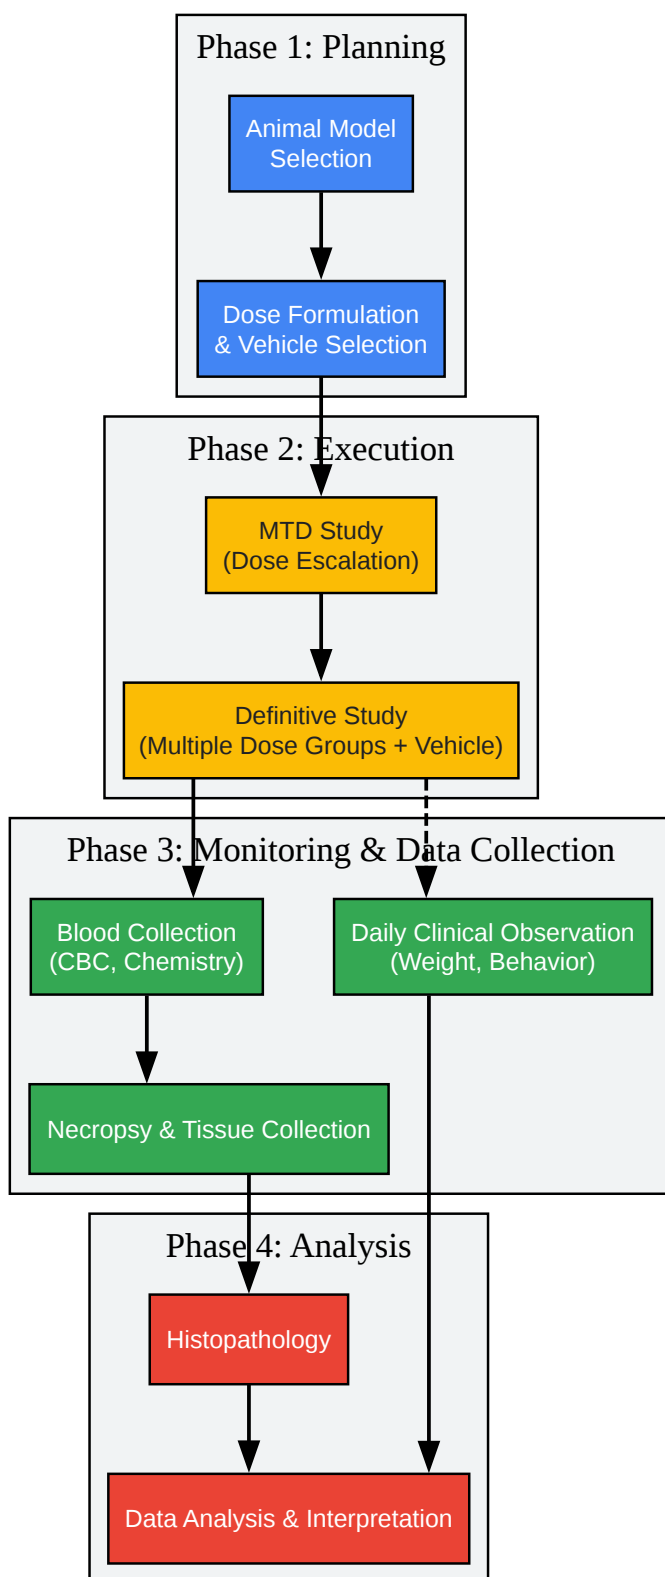 Phase 1: Planning
Animal Model
Selection
Dose Formulation
& Vehicle Selection
Phase 2: Execution
MTD Study
(Dose Escalation)
Definitive Study
(Multiple Dose Groups + Vehicle)
Phase 3: Monitoring & Data Collection
Blood Collection
(CBC, Chemistry)
Daily Clinical Observation
(Weight, Behavior)
Necropsy & Tissue Collection
Phase 4: Analysis
Histopathology
Data Analysis & Interpretation